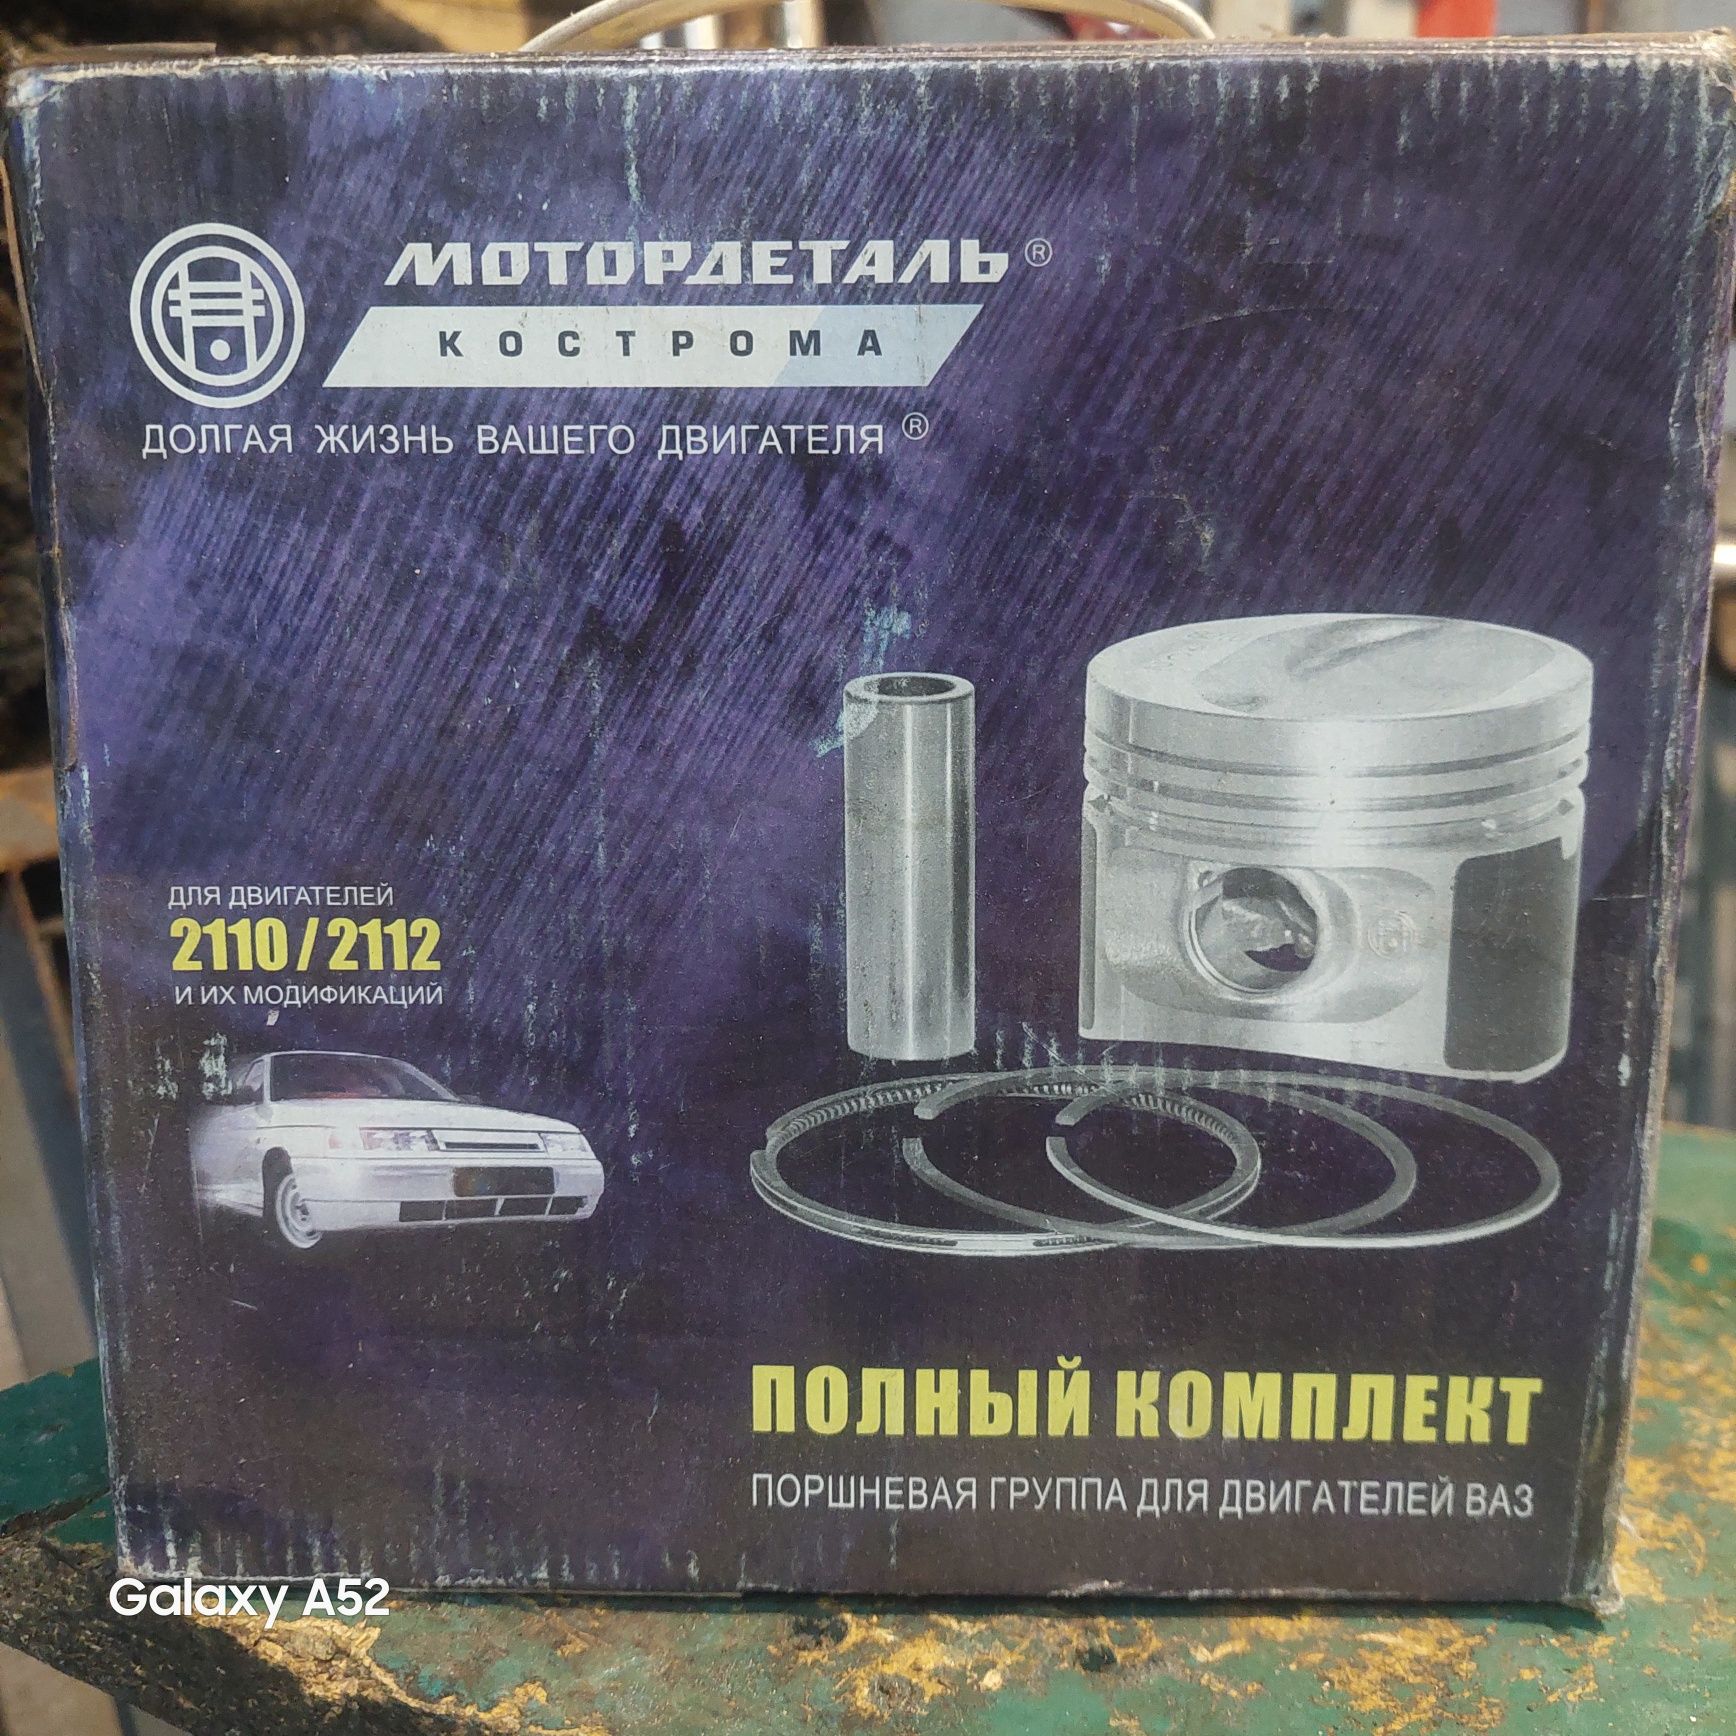 МОТОРДЕТАЛЬ®
КОСТРОМА
ДОЛГАЯ ЖИЗНЬ ВАШЕГО ДВИГАТЕЛЯ®
ДЛЯ ДВИГАТЕЛЕЙ
2110/2112
И ИХ МОДИФИКАЦИЙ
ПОЛНЫЙ КОМПЛЕКТ
ПОРШНЕВАЯ ГРУППА ДЛЯ ДВИГАТЕЛЕЙ ВАЗ
Galaxy A52